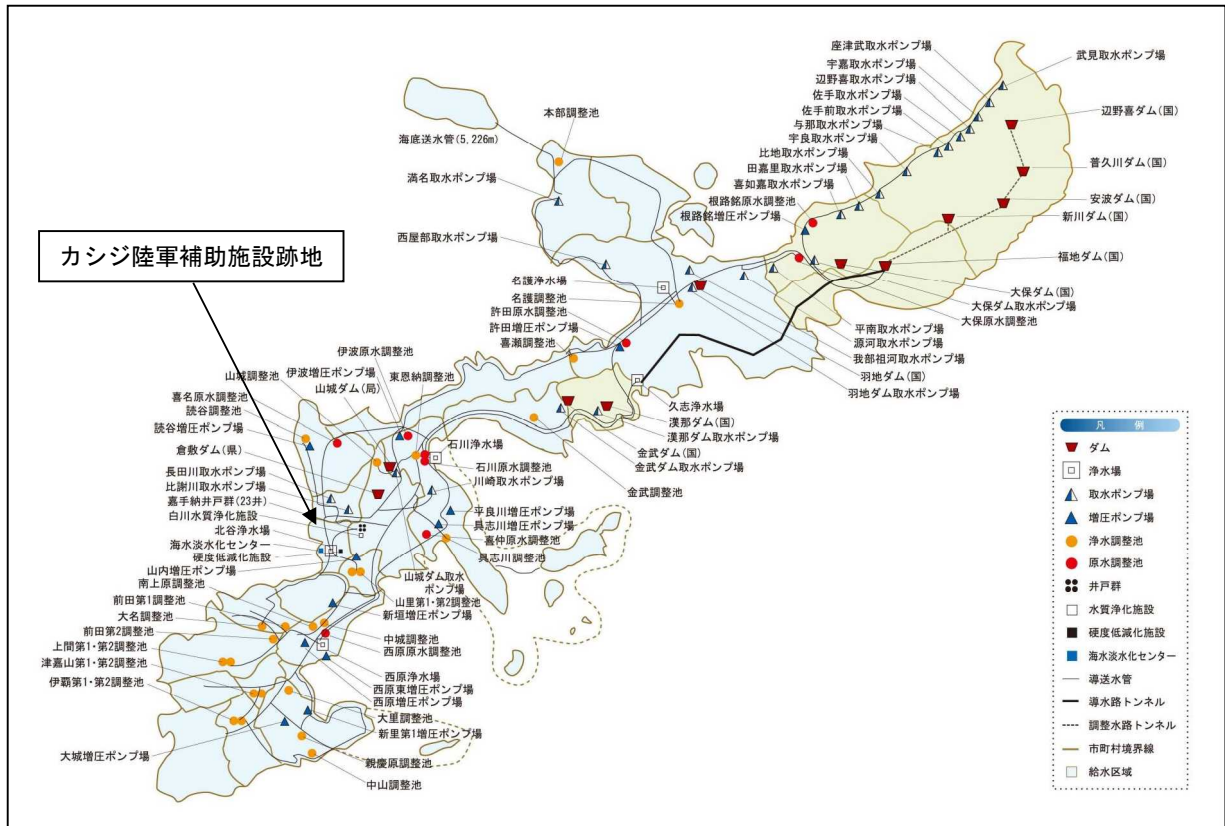 座津武取水ポンプ場
宇嘉取水ポンプ場
辺野喜取水ポンプ場
佐手取水ポンプ場
佐手前取水ポンプ場
与那取水ポンプ場
宇良取水ポンプ場
比地取水ポンプ場
田嘉里取水ポンプ場
喜如嘉取水ポンプ場
根路銘原水調整池
根路銘増圧ポンプ場
武見取水ポンプ場
辺野喜ダム(国)
普久川ダム(国)
安波ダム(国)
新川ダム(国)
福地ダム(国)
大保ダム(国)
大保ダム取水ポンプ場
大保原水調整池
平南取水ポンプ場
源河取水ポンプ場
我部祖河取水ポンプ場
羽地ダム(国)
羽地ダム取水ポンプ場
本部調整池
海底送水管(5,226m)
満名取水ポンプ場
西屋部取水ポンプ場
名護浄水場
名護調整池
許田原水調整池
許田増圧ポンプ場
喜瀬調整池
カシジ陸軍補助施設跡地
久志浄水場
漢那ダム(国)
漢那ダム取水ポンプ場
金武ダム(国)
金武ダム取水ポンプ場
金武調整池
伊波原水調整池
伊波増圧ポンプ場
東恩納調整池
山城調整池
山城ダム(局)
喜名原水調整池
読谷調整池
読谷増圧ポンプ場
倉敷ダム(県)
長田川取水ポンプ場
比謝川取水ポンプ場
嘉手納井戸群(23井)
白川水質浄化施設
北谷浄水場
海水淡水化センター
硬度低減化施設
山内増圧ポンプ場
南上原調整池
前田第1調整池
大名調整池
前田第2調整池
上間第1・第2調整池
津嘉山第1・第2調整池
伊覇第1・第2調整池
大城増圧ポンプ場
石川浄水場
石川原水調整池
川崎取水ポンプ場
平良川増圧ポンプ場
具志川増圧ポンプ場
喜仲原水調整池
具志川調整池
山城ダム取水
ポンプ場
山里第1・第2調整池
新垣増圧ポンプ場
中城調整池
西原原水調整池
西原浄水場
西原東増圧ポンプ場
西原増圧ポンプ場
大里調整池
新里第1増圧ポンプ場
親慶原調整池
中山調整池
凡 例
ダム
浄水場
取水ポンプ場
増圧ポンプ場
浄水調整池
原水調整池
井戸群
水質浄化施設
硬度低減化施設
海水淡水化センター
導送水管
導水路トンネル
調整水路トンネル
市町村境界線
給水区域